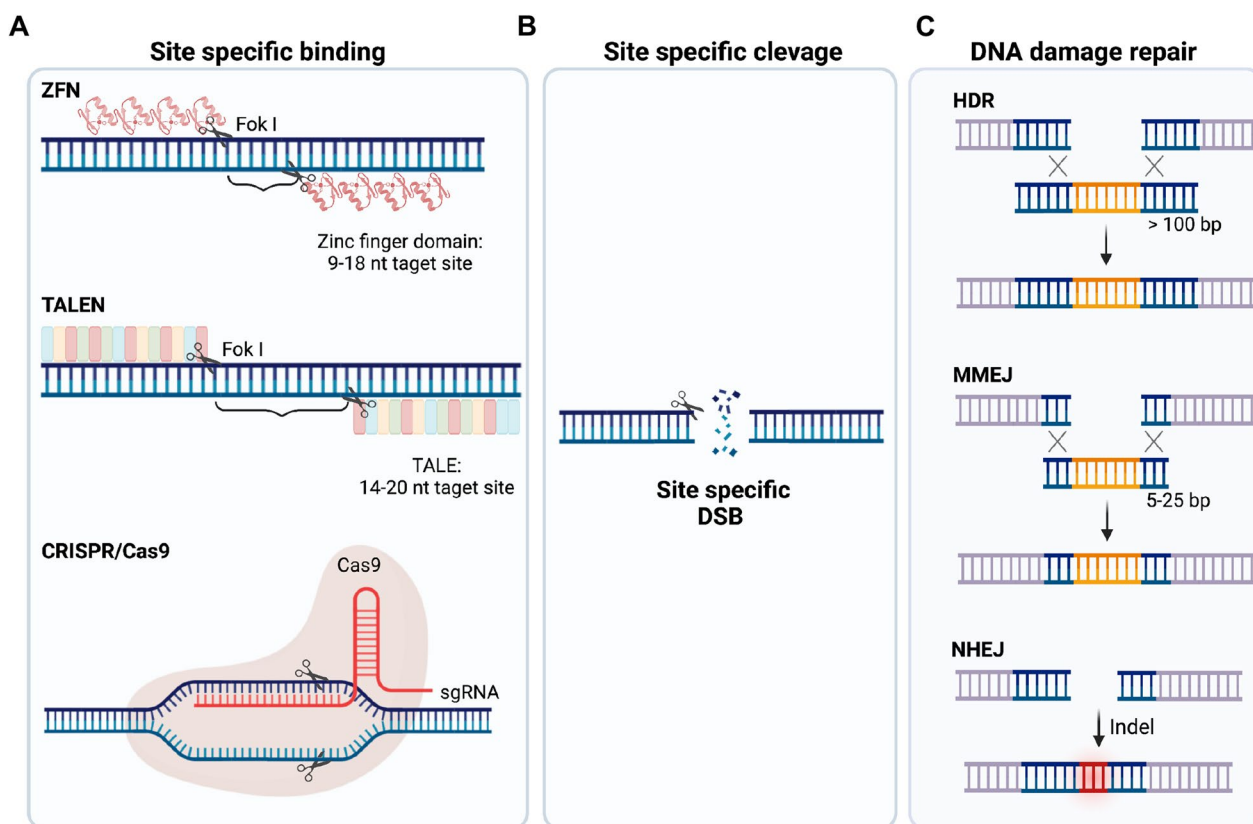 A
Site specific binding
ZFN
Fok I
Zinc finger domain:
9-18 nt taget site
TALEN
Fok I
TALE:
14-20 nt taget site
CRISPR/Cas9
Cas9
sgRNA
B
Site specific clevage
Site specific
DSB
C
DNA damage repair
HDR
> 100 bp
MMEJ
5-25 bp
NHEJ
Indel